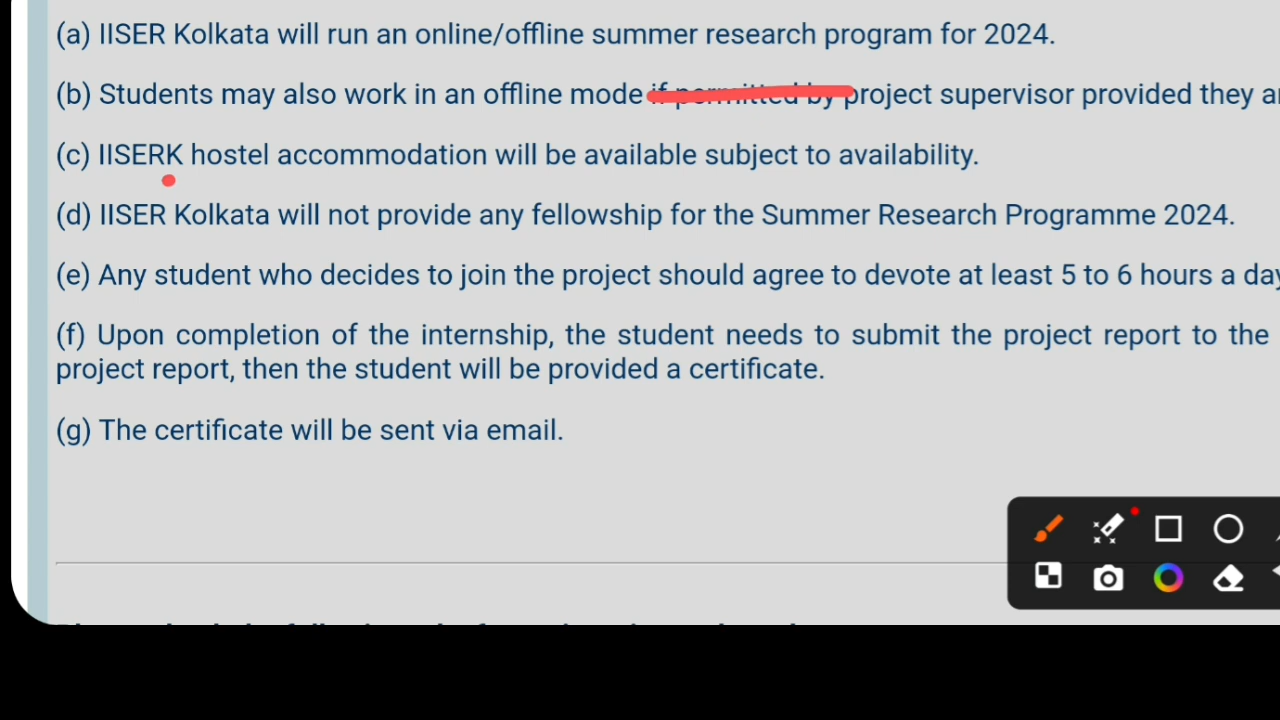 (a) IISER Kolkata will run an online/offline summer research program for 2024.
(b) Students may also work in an offline mode if permitted by project supervisor provided they
(c) IISERK hostel accommodation will be available subject to availability.
(d) IISER Kolkata will not provide any fellowship for the Summer Research Programme 2024.
(e) Any student who decides to join the project should agree to devote at least 5 to 6 hours a day
(f) Upon completion of the internship, the student needs to submit the project report to the
project report, then the student will be provided a certificate.
(g) The certificate will be sent via email.